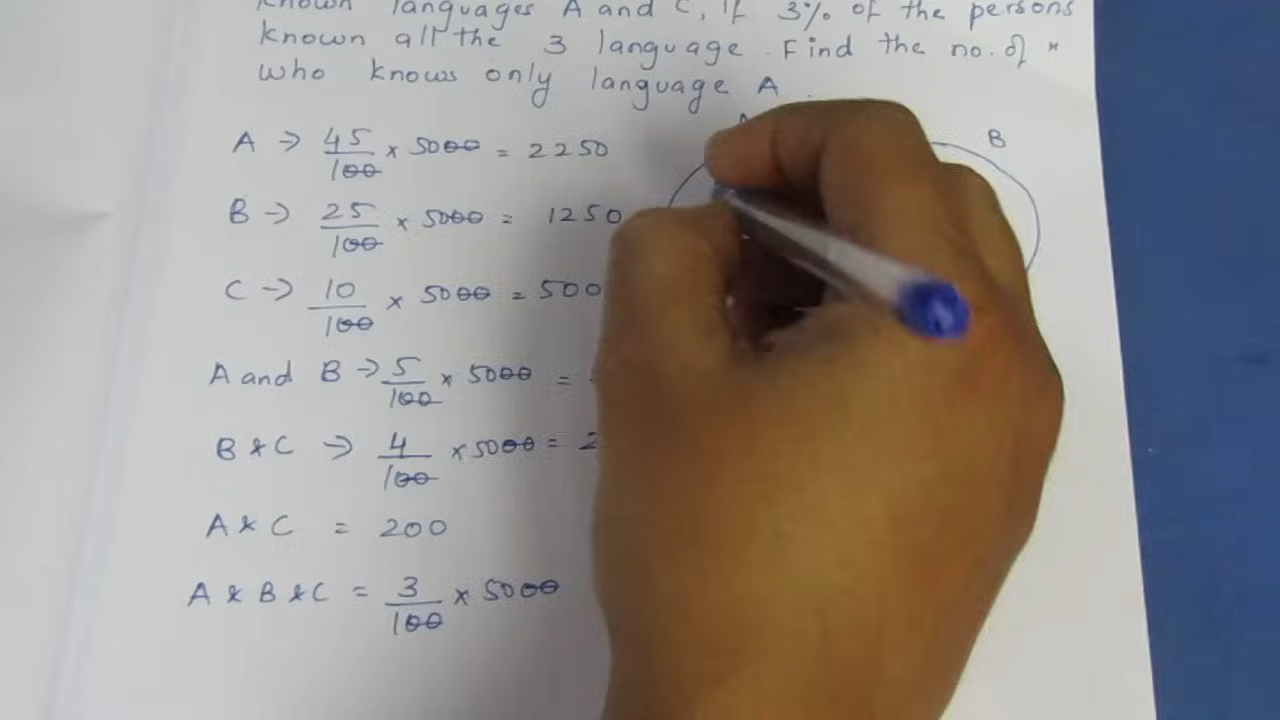 known languages A and C, If 3% of the persons
known all the 3 language. Find the no. of "
who knows only language A.
A → 45/100 × 5000 = 2250
B → 25/100 × 5000 = 1250
C → 10/100 × 5000 = 500
A and B → 5/100 × 5000 =
B & C → 4/100 × 5000 = 2
A & C = 200
A & B & C = 3/100 × 5000
A
B